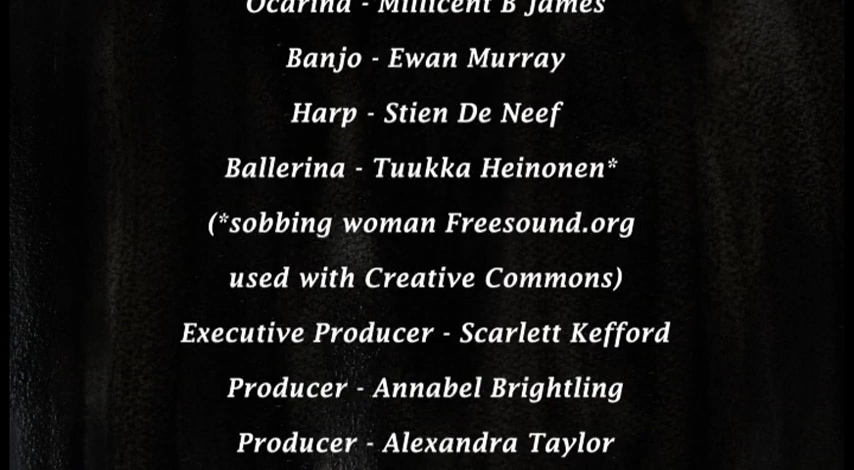 Ocarina - Millicent B James
Banjo - Ewan Murray
Harp - Stien De Neef
Ballerina - Tuukka Heinonen*
(*sobbing woman Freesound.org
used with Creative Commons)
Executive Producer - Scarlett Kefford
Producer - Annabel Brightling
Producer - Alexandra Taylor